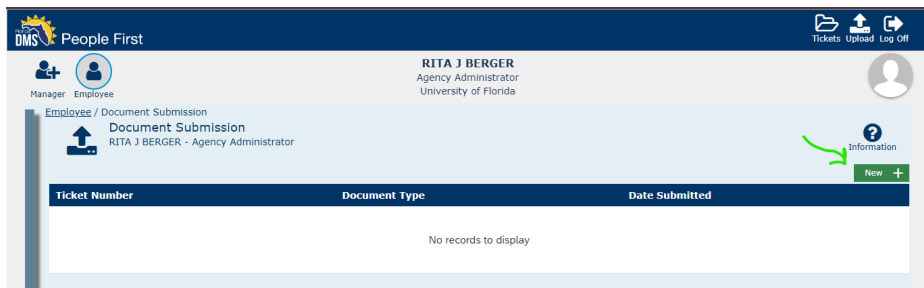 Florida
DMS People First
Tickets Upload Log Off
Manager Employee
RITA J BERGER
Agency Administrator
University of Florida
Employee / Document Submission
Document Submission
RITA J BERGER - Agency Administrator
Information
New +
Ticket Number Document Type Date Submitted
No records to display